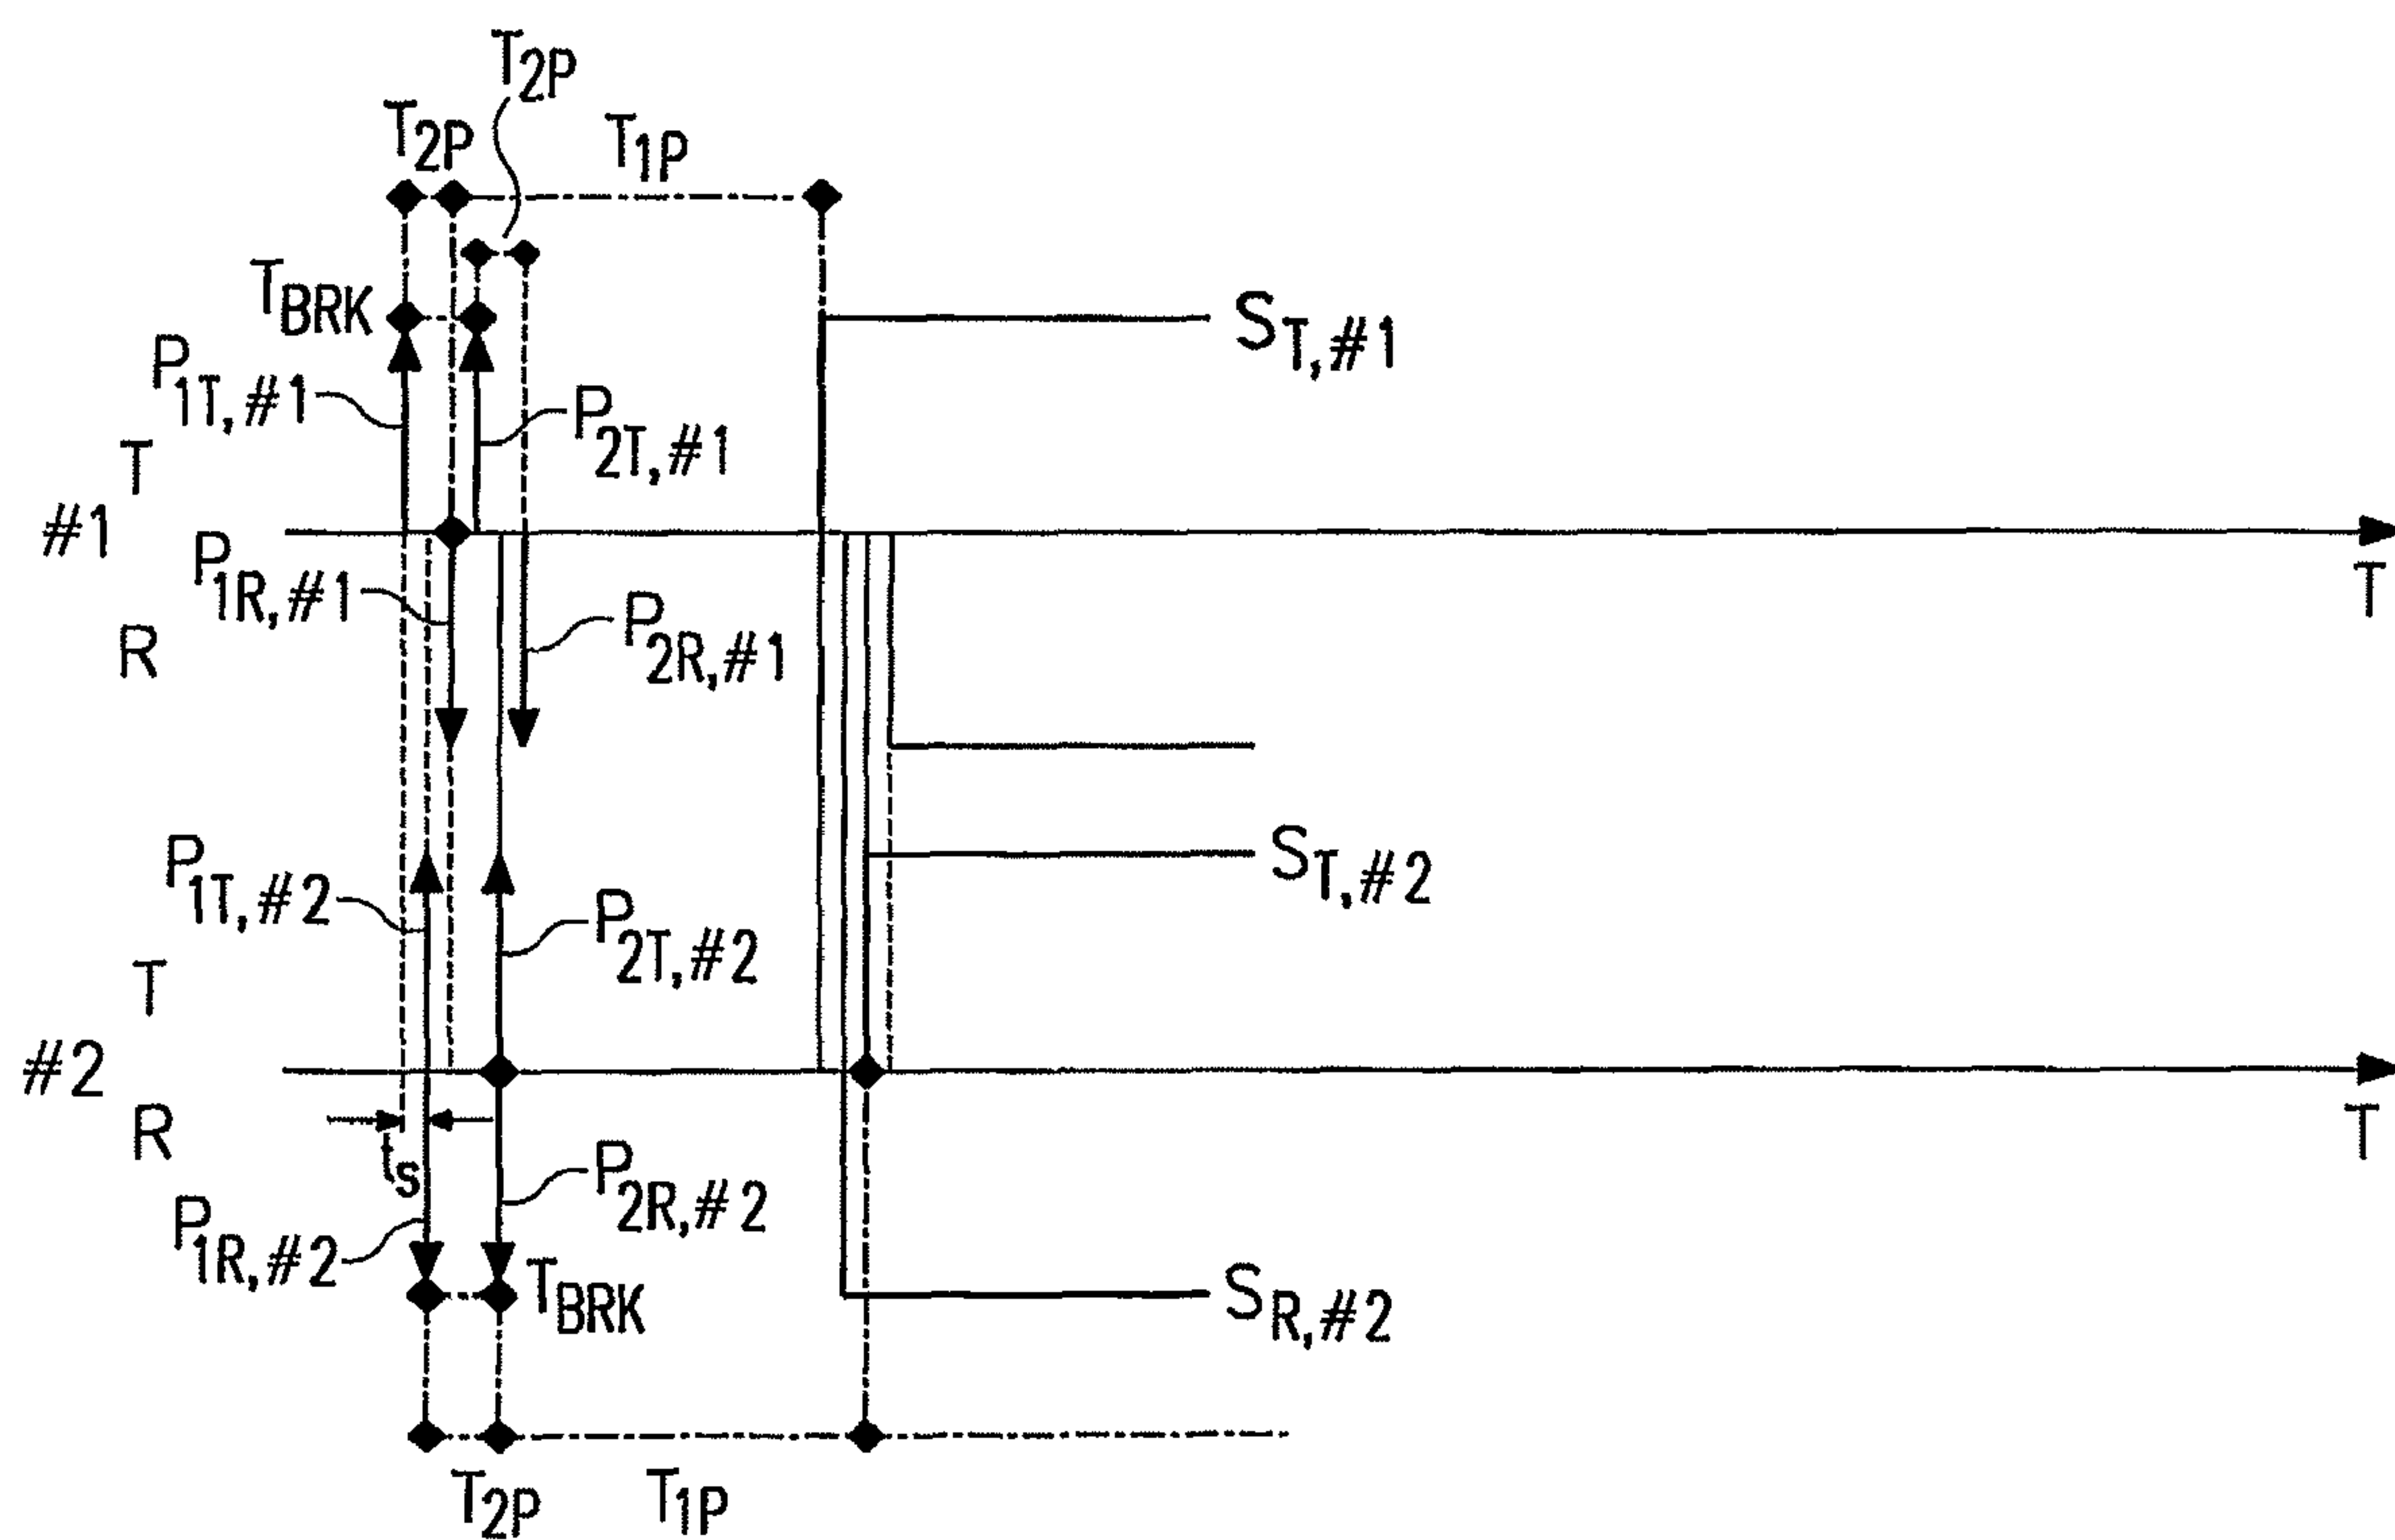 T2P
T2P
T1P
TBRK
ST,#1
P1T,#1
P2T,#1
T
#1
P1R,#1
T
P2R,#1
R
ST,#2
P1T,#2
P2T,#2
T
#2
R
T
tS
P2R,#2
P1R,#2
TBRK
SR,#2
T2P
T1P